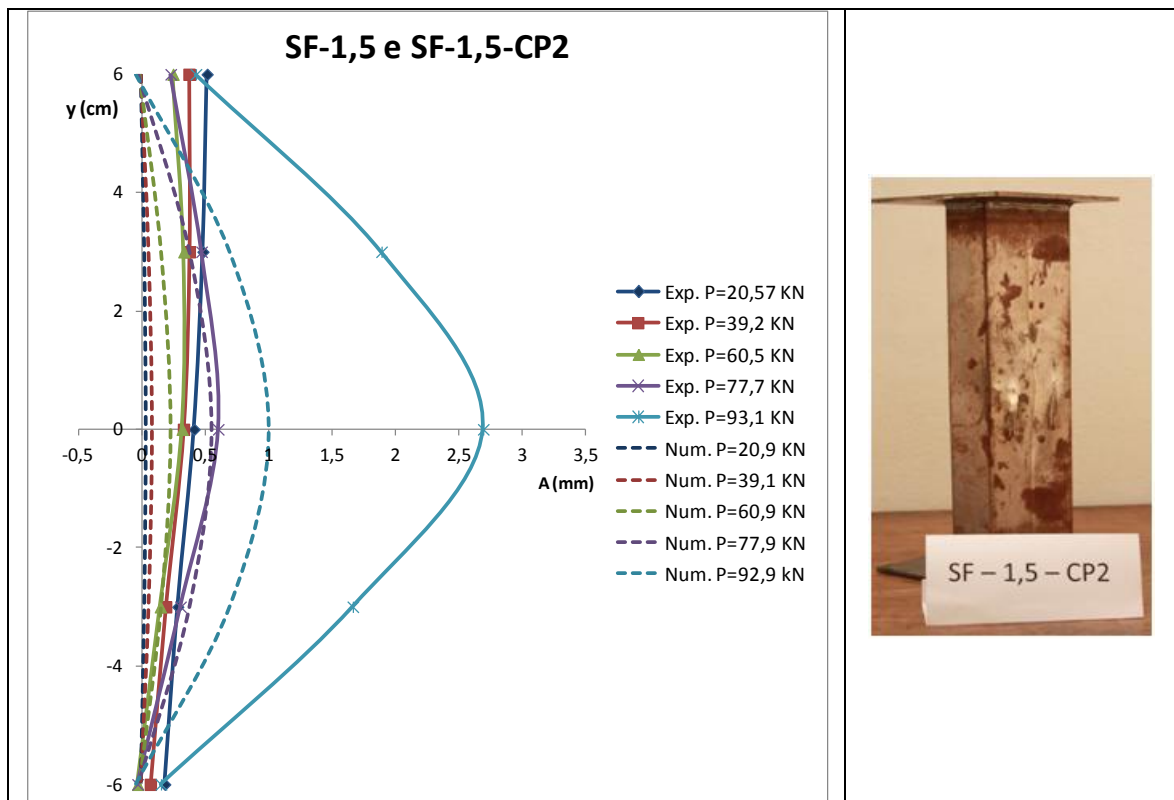 SF-1,5 e SF-1,5-CP2
y (cm)
6
4
2
0
-2
-4
-6
-0,5 0 0,5 1 1,5 2 2,5 3 3,5
A (mm)
Exp. P=20,57 KN
Exp. P=39,2 KN
Exp. P=60,5 KN
Exp. P=77,7 KN
Exp. P=93,1 KN
Num. P=20,9 KN
Num. P=39,1 KN
Num. P=60,9 KN
Num. P=77,9 KN
Num. P=92,9 kN
SF – 1,5 – CP2